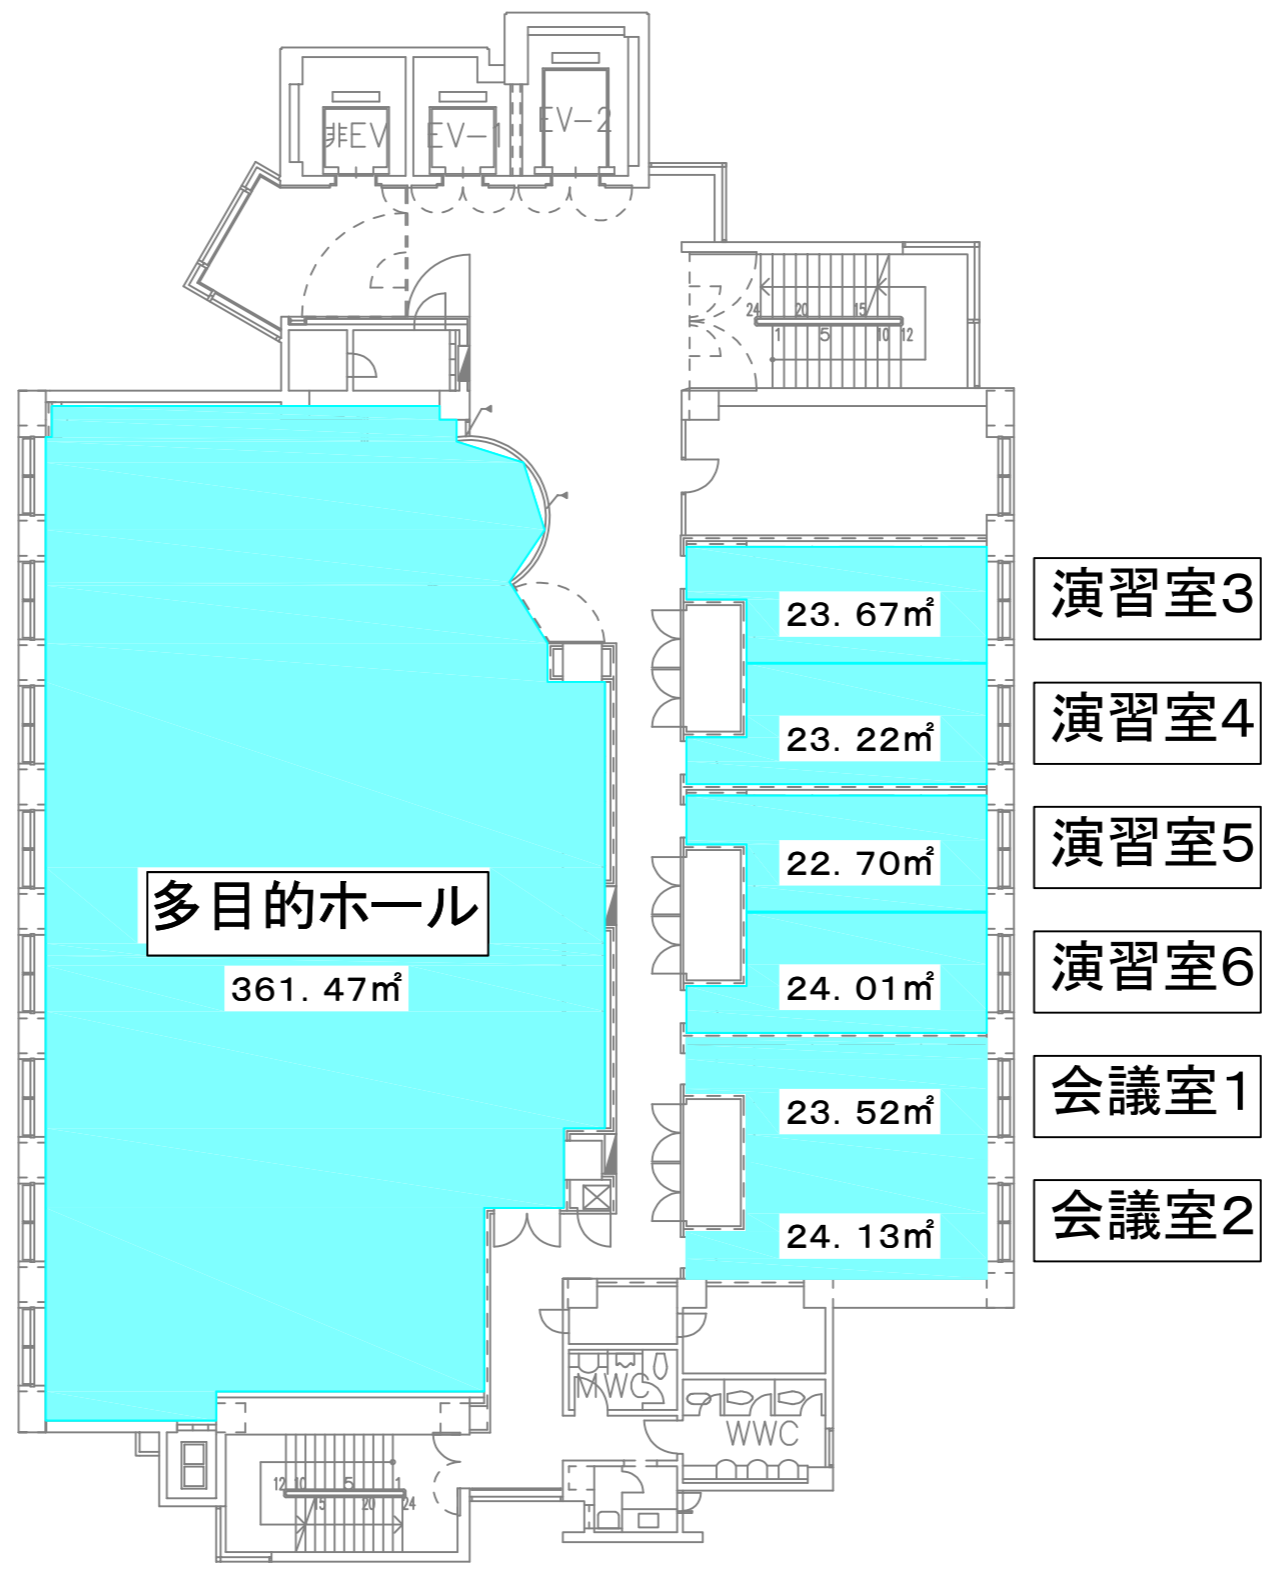 非EV
EV-1
EV-2
24 20 15
1 5 10 12
演習室3
23. 67㎡
演習室4
23. 22㎡
演習室5
22. 70㎡
多目的ホール
361. 47㎡
演習室6
24. 01㎡
会議室1
23. 52㎡
会議室2
24. 13㎡
MWC
WWC
12 10 5 1
15 20 24